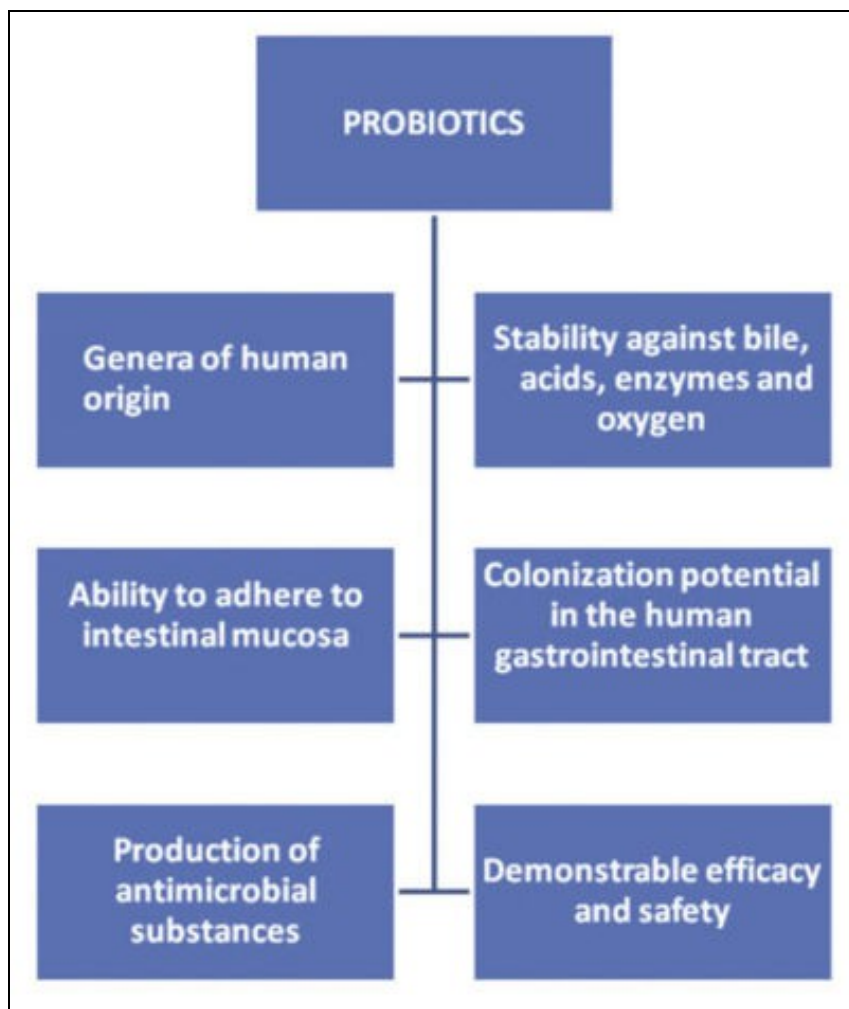 PROBIOTICS
Genera of human
origin
Stability against bile,
acids, enzymes and
oxygen
Ability to adhere to
intestinal mucosa
Colonization potential
in the human
gastrointestinal tract
Production of
antimicrobial
substances
Demonstrable efficacy
and safety